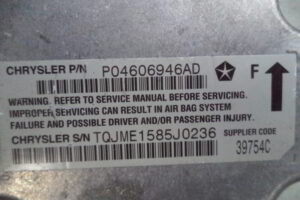 CHRYSLER P/N P04606946AD F
WARNING. REFER TO SERVICE MANUAL BEFORE SERVICING.
IMPROPER SERVICING CAN RESULT IN AIR BAG SYSTEM
FAILURE AND POSSIBLE DRIVER AND/OR PASSENGER INJURY.
CHRYSLER S/N TQJME1585J0236 SUPPLIER CODE
39754C